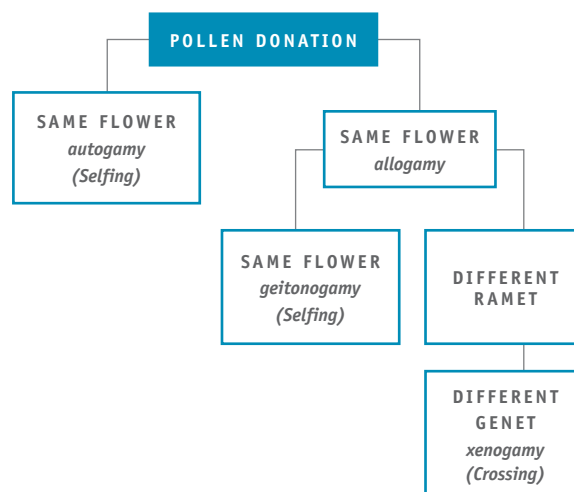 POLLEN DONATION
SAME FLOWER
autogamy
(Selfing)
SAME FLOWER
allogamy
SAME FLOWER
geitonogamy
(Selfing)
DIFFERENT
RAMET
DIFFERENT
GENET
xenogamy
(Crossing)